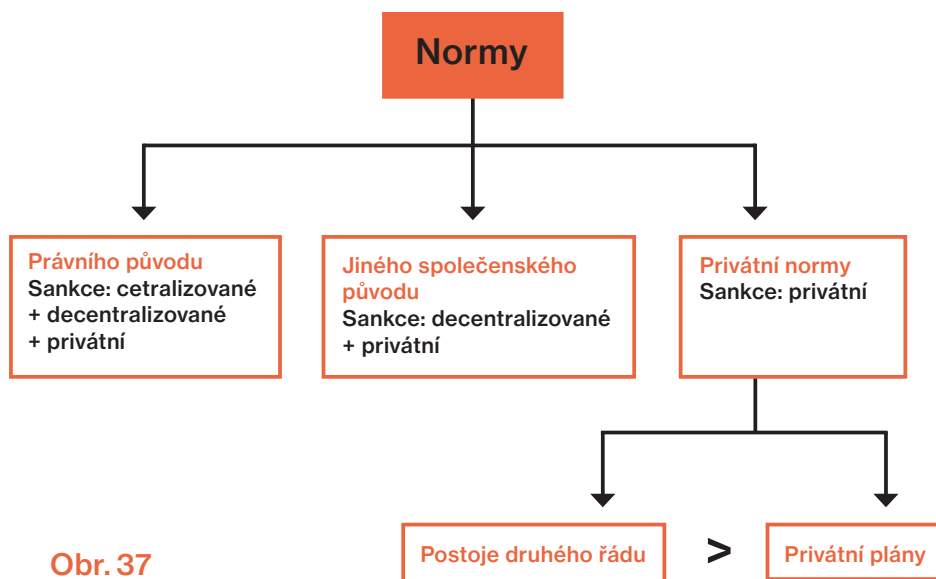 Normy
Právního původu
Sankce: cetralizované
+ decentralizované
+ privátní
Jiného společenského
původu
Sankce: decentralizované
+ privátní
Privátní normy
Sankce: privátní
Postoje druhého řádu
>
Privátní plány
Obr. 37